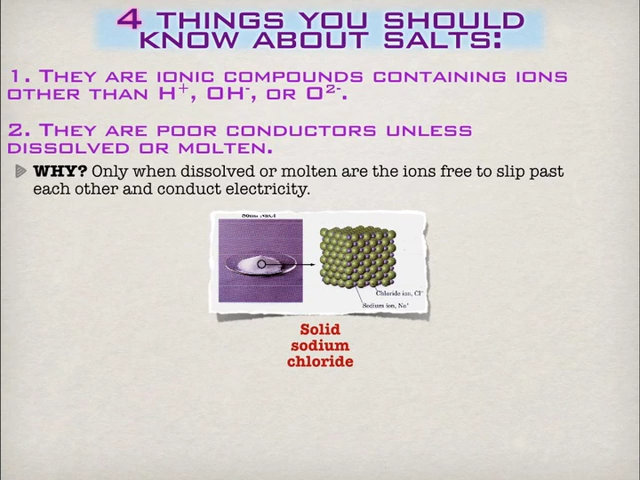 4 THINGS YOU SHOULD
KNOW ABOUT SALTS:
1. THEY ARE IONIC COMPOUNDS CONTAINING IONS
OTHER THAN H⁺, OH⁻, OR O²⁻.
2. THEY ARE POOR CONDUCTORS UNLESS
DISSOLVED OR MOLTEN.
WHY? Only when dissolved or molten are the ions free to slip past
each other and conduct electricity.
Solid NaCl
Chloride ion, Cl⁻
Sodium ion, Na⁺
Solid
sodium
chloride